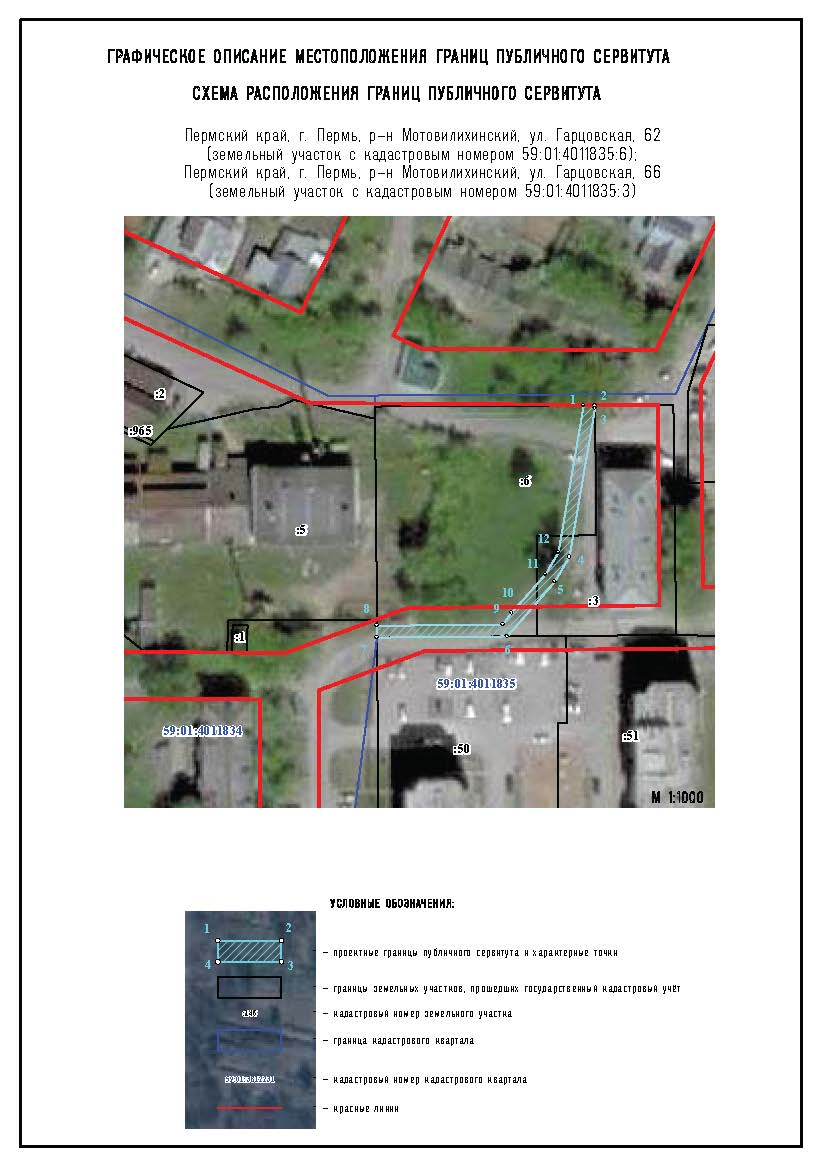 ГРАФИЧЕСКОЕ ОПИСАНИЕ МЕСТОПОЛОЖЕНИЯ ГРАНИЦ ПУБЛИЧНОГО СЕРВИТУТА
СХЕМА РАСПОЛОЖЕНИЯ ГРАНИЦ ПУБЛИЧНОГО СЕРВИТУТА
Пермский край, г. Пермь, р-н Мотовилихинский, ул. Гарцовская, 62
(земельный участок с кадастровым номером 59:01:4011835:6);
Пермский край, г. Пермь, р-н Мотовилихинский, ул. Гарцовская, 66
(земельный участок с кадастровым номером 59:01:4011835:3)
:2
1 2
3
:965
:6
:5
12
4
11
5
10
:3
8
9
:1
7
6
59:01:4011835
59:01:4011834
:50
:51
М 1:1000
УСЛОВНЫЕ ОБОЗНАЧЕНИЯ:
1 2
4 3
– проектные границы публичного сервитута и характерные точки
– границы земельных участков, прошедших государственный кадастровый учёт
– кадастровый номер земельного участка
– граница кадастрового квартала
– кадастровый номер кадастрового квартала
– красные линии